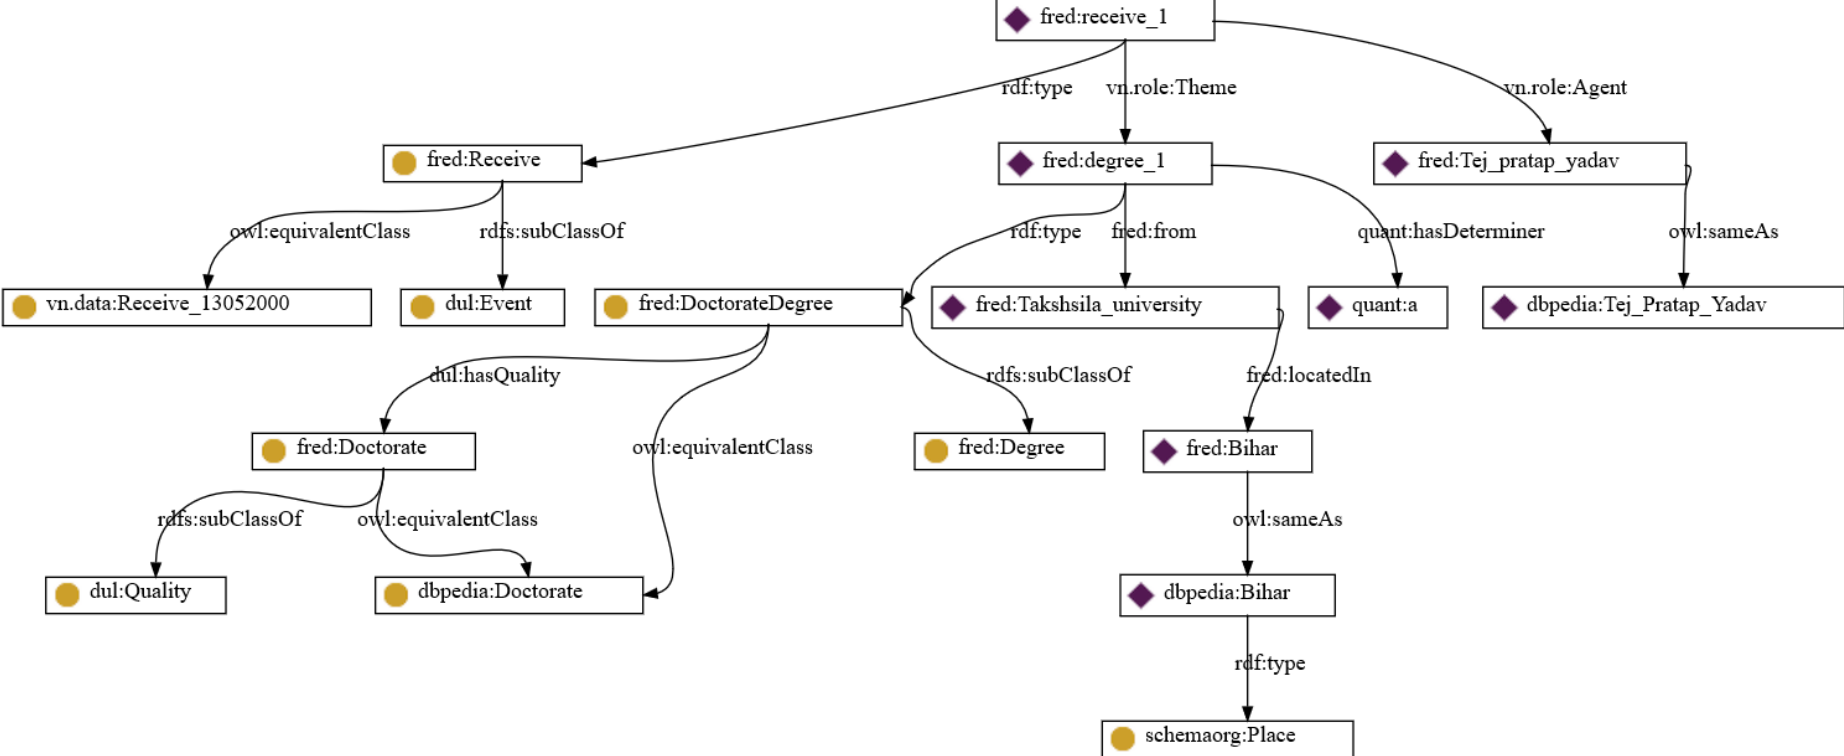 fred:receive_1
rdf:type
vn.role:Theme
vn.role:Agent
fred:Receive
fred:degree_1
fred:Tej_pratap_yadav
owl:equivalentClass
rdfs:subClassOf
rdf:type
fred:from
quant:hasDeterminer
owl:sameAs
vn.data:Receive_13052000
dul:Event
fred:DoctorateDegree
fred:Takshsila_university
quant:a
dbpedia:Tej_Pratap_Yadav
dul:hasQuality
rdfs:subClassOf
fred:locatedIn
fred:Doctorate
owl:equivalentClass
fred:Degree
fred:Bihar
rdfs:subClassOf
owl:equivalentClass
owl:sameAs
dul:Quality
dbpedia:Doctorate
dbpedia:Bihar
rdf:type
schemaorg:Place